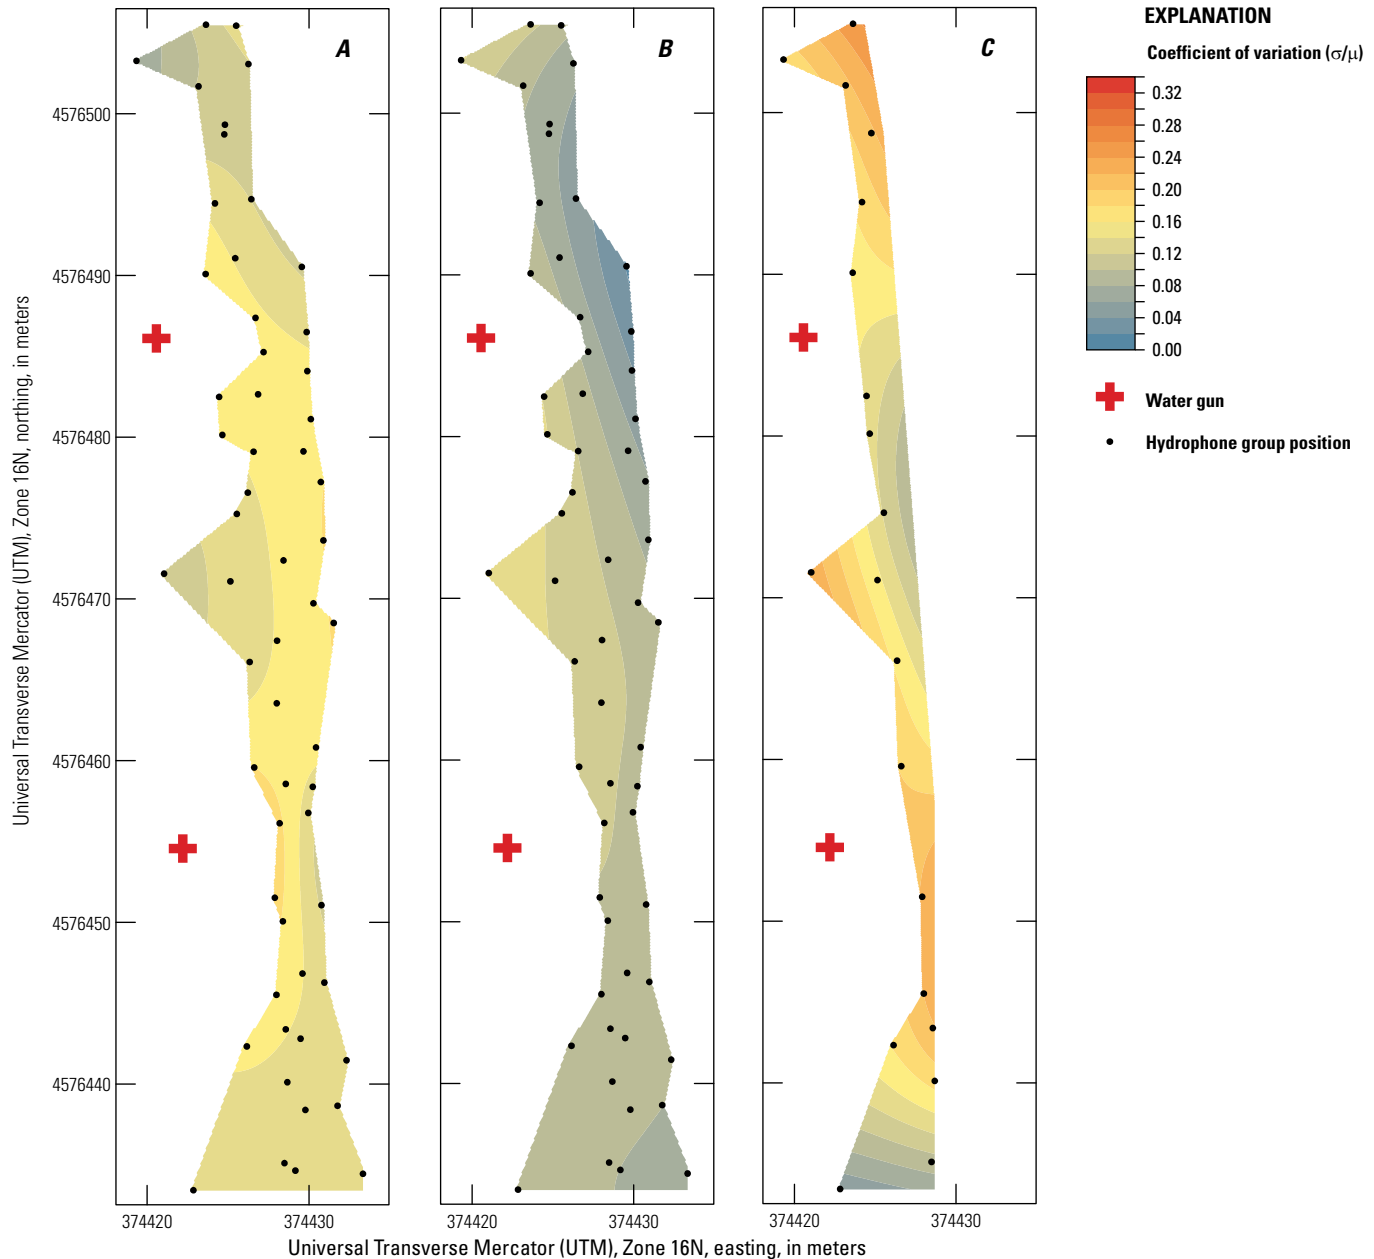 A
B
C
EXPLANATION
Coefficient of variation (σ/μ)
0.32
0.28
0.24
0.20
0.16
0.12
0.08
0.04
0.00
Water gun
Hydrophone group position
Universal Transverse Mercator (UTM), Zone 16N, northing, in meters
4576500
4576490
4576480
4576470
4576460
4576450
4576440
374420 374430 374420 374430 374420 374430
Universal Transverse Mercator (UTM), Zone 16N, easting, in meters